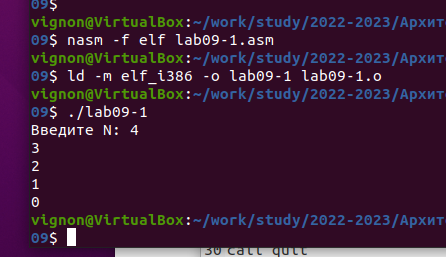 09$
vignon@VirtualBox:~/work/study/2022-2023/Архит
09$ nasm -f elf lab09-1.asm
vignon@VirtualBox:~/work/study/2022-2023/Архит
09$ ld -m elf_i386 -o lab09-1 lab09-1.o
vignon@VirtualBox:~/work/study/2022-2023/Архит
09$ ./lab09-1
Введите N: 4
3
2
1
0
vignon@VirtualBox:~/work/study/2022-2023/Архит
09$
30 call quit